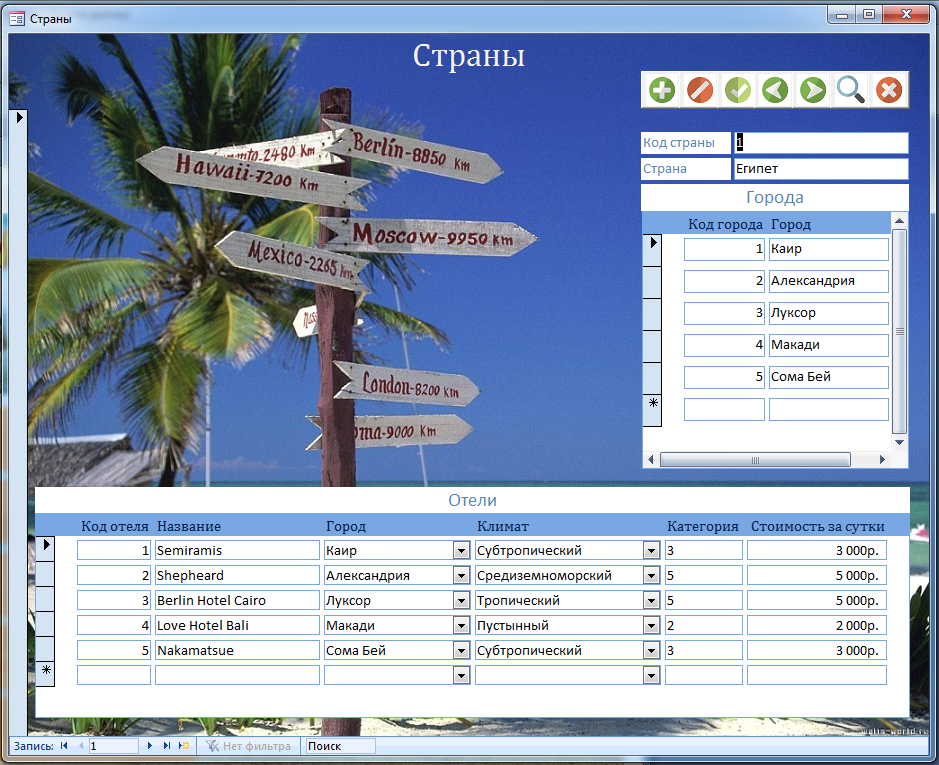 Страны
Страны
Toronto-2480 Km
Berlin-8850 Km
Hawaii-7200 Km
Moscow-9950 Km
Mexico-2265 Km
London-8200 Km
Roma-9000 Km
Код страны 1
Страна Египет
Города
Код города Город
1 Каир
2 Александрия
3 Луксор
4 Макади
5 Сома Бей
*
Отели
Код отеля Название Город Климат Категория Стоимость за сутки
1 Semiramis Каир Субтропический 3 3 000р.
2 Shepheard Александрия Средиземноморский 5 5 000р.
3 Berlin Hotel Cairo Луксор Тропический 5 5 000р.
4 Love Hotel Bali Макади Пустынный 2 2 000р.
5 Nakamatsue Сома Бей Субтропический 3 3 000р.
*
Запись: 1 Нет фильтра Поиск